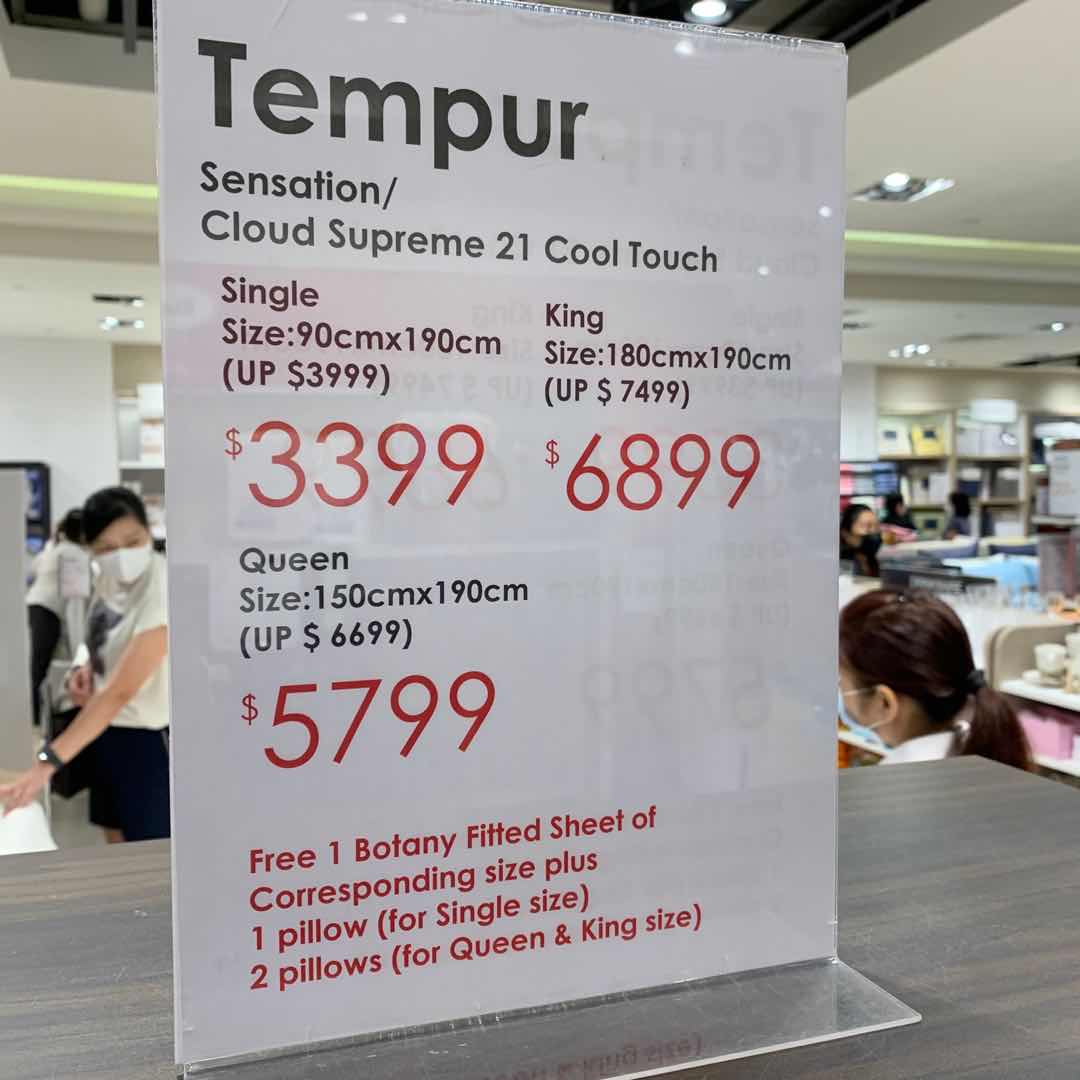 Tempur
Sensation/
Cloud Supreme 21 Cool Touch
Single
Size:90cmx190cm
(UP $3999)
$3399
King
Size:180cmx190cm
(UP $ 7499)
$6899
Queen
Size:150cmx190cm
(UP $ 6699)
$5799
Free 1 Botany Fitted Sheet of
Corresponding size plus
1 pillow (for Single size)
2 pillows (for Queen & King size)